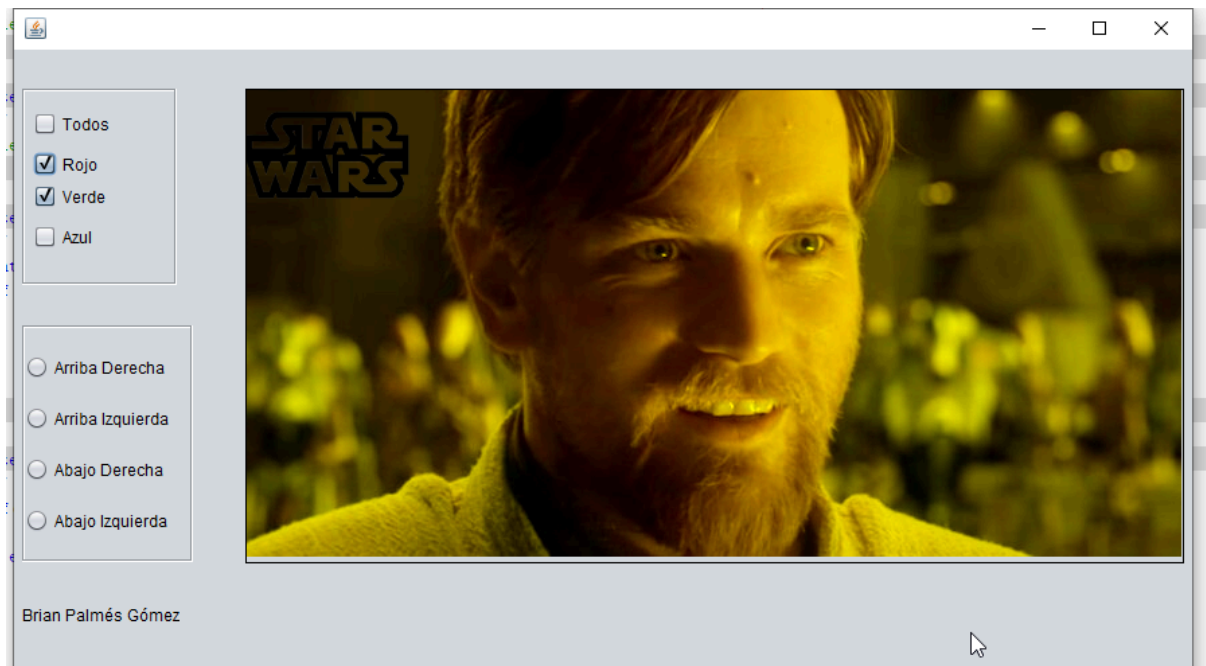 Todos
Rojo
Verde
Azul
Arriba Derecha
Arriba Izquierda
Abajo Derecha
Abajo Izquierda
Brian Palmés Gómez
STAR
WARS